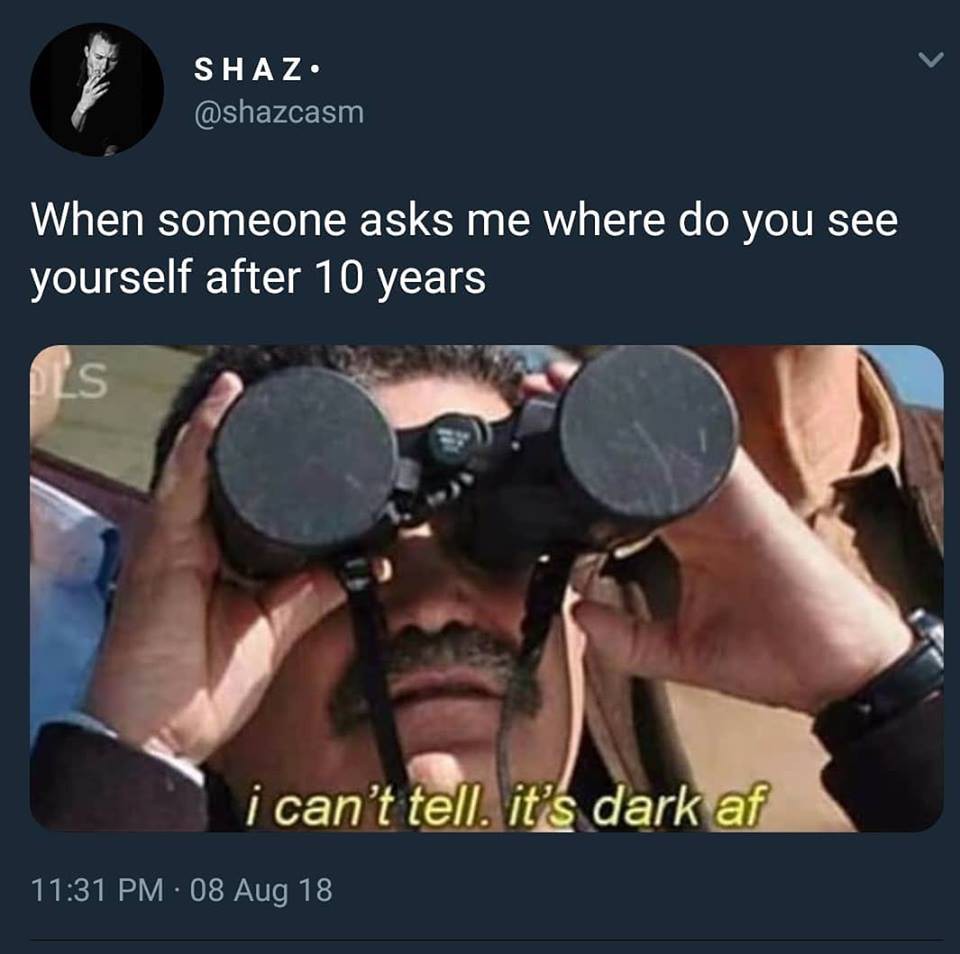 SHAZ•
@shazcasm
When someone asks me where do you see
yourself after 10 years
LS
i can't tell. it's dark af
11:31 PM · 08 Aug 18